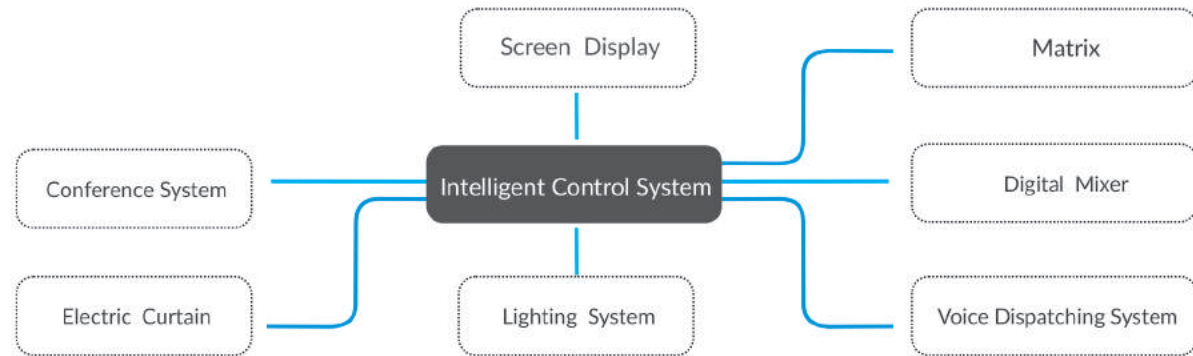 Screen Display
Matrix
Conference System
Intelligent Control System
Digital Mixer
Electric Curtain
Lighting System
Voice Dispatching System